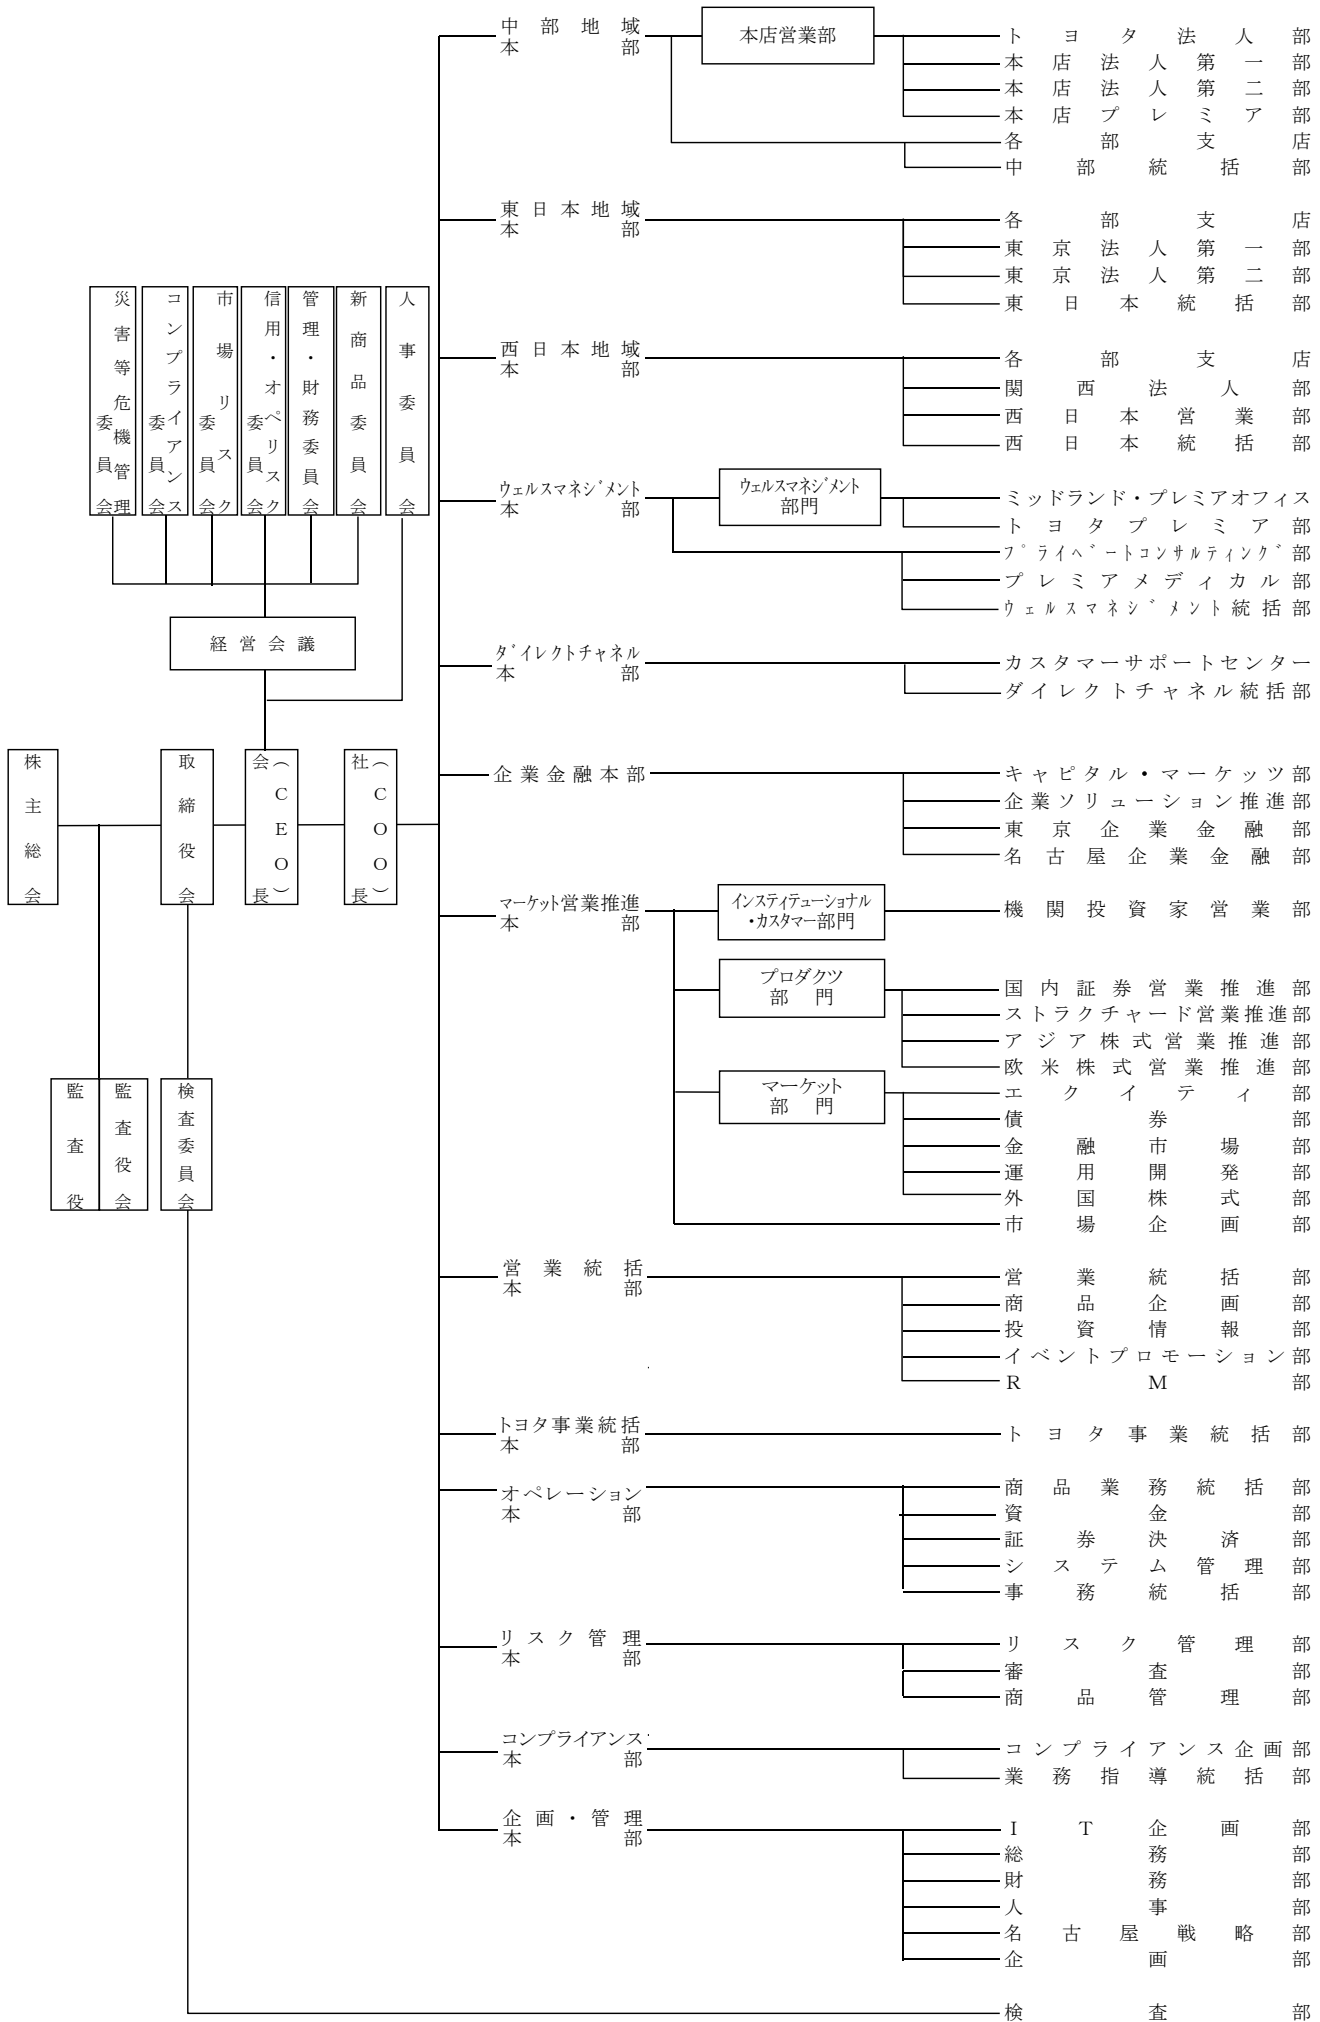 中部地域
本部
本店営業部
トヨタ法人部
本店法人第一部
本店法人第二部
本店プレミア部
各部支店
中部統括部
東日本地域
本部
各部支店
東京法人第一部
東京法人第二部
東日本統括部
災害等危機管理
委員会
コンプライアンス
委員会
市場リスク
委員会
信用・オペリスク
委員会
管理・財務委員会
新商品委員会
人事委員会
西日本地域
本部
各部支店
関西法人部
西日本営業部
西日本統括部
ウェルスマネジメント
本部
ウェルスマネジメント
部門
ミッドランド・プレミアオフィス
トヨタプレミア部
プライベートコンサルティング部
プレミアメディカル部
ウェルスマネジメント統括部
経営会議
ダイレクトチャネル
本部
カスタマーサポートセンター
ダイレクトチャネル統括部
株主総会
取締役会
会長
(CEO)
社長
(COO)
企業金融本部
キャピタル・マーケッツ部
企業ソリューション推進部
東京企業金融部
名古屋企業金融部
マーケット営業推進
本部
インスティテューショナル
・カスタマー部門
機関投資家営業部
プロダクツ
部門
国内証券営業推進部
ストラクチャード営業推進部
アジア株式営業推進部
欧米株式営業推進部
マーケット
部門
エクイティ部
債券部
金融市場部
運用開発部
外国株式部
市場企画部
監査役
監査役会
検査委員会
営業統括
本部
営業統括部
商品企画部
投資情報部
イベントプロモーション部
RM部
トヨタ事業統括
本部
トヨタ事業統括部
オペレーション
本部
商品業務統括部
資金部
証券決済部
システム管理部
事務統括部
リスク管理
本部
リスク管理部
審査部
商品管理部
コンプライアンス
本部
コンプライアンス企画部
業務指導統括部
企画・管理
本部
IT企画部
総務部
財務部
人事部
名古屋戦略部
企画部
検査部